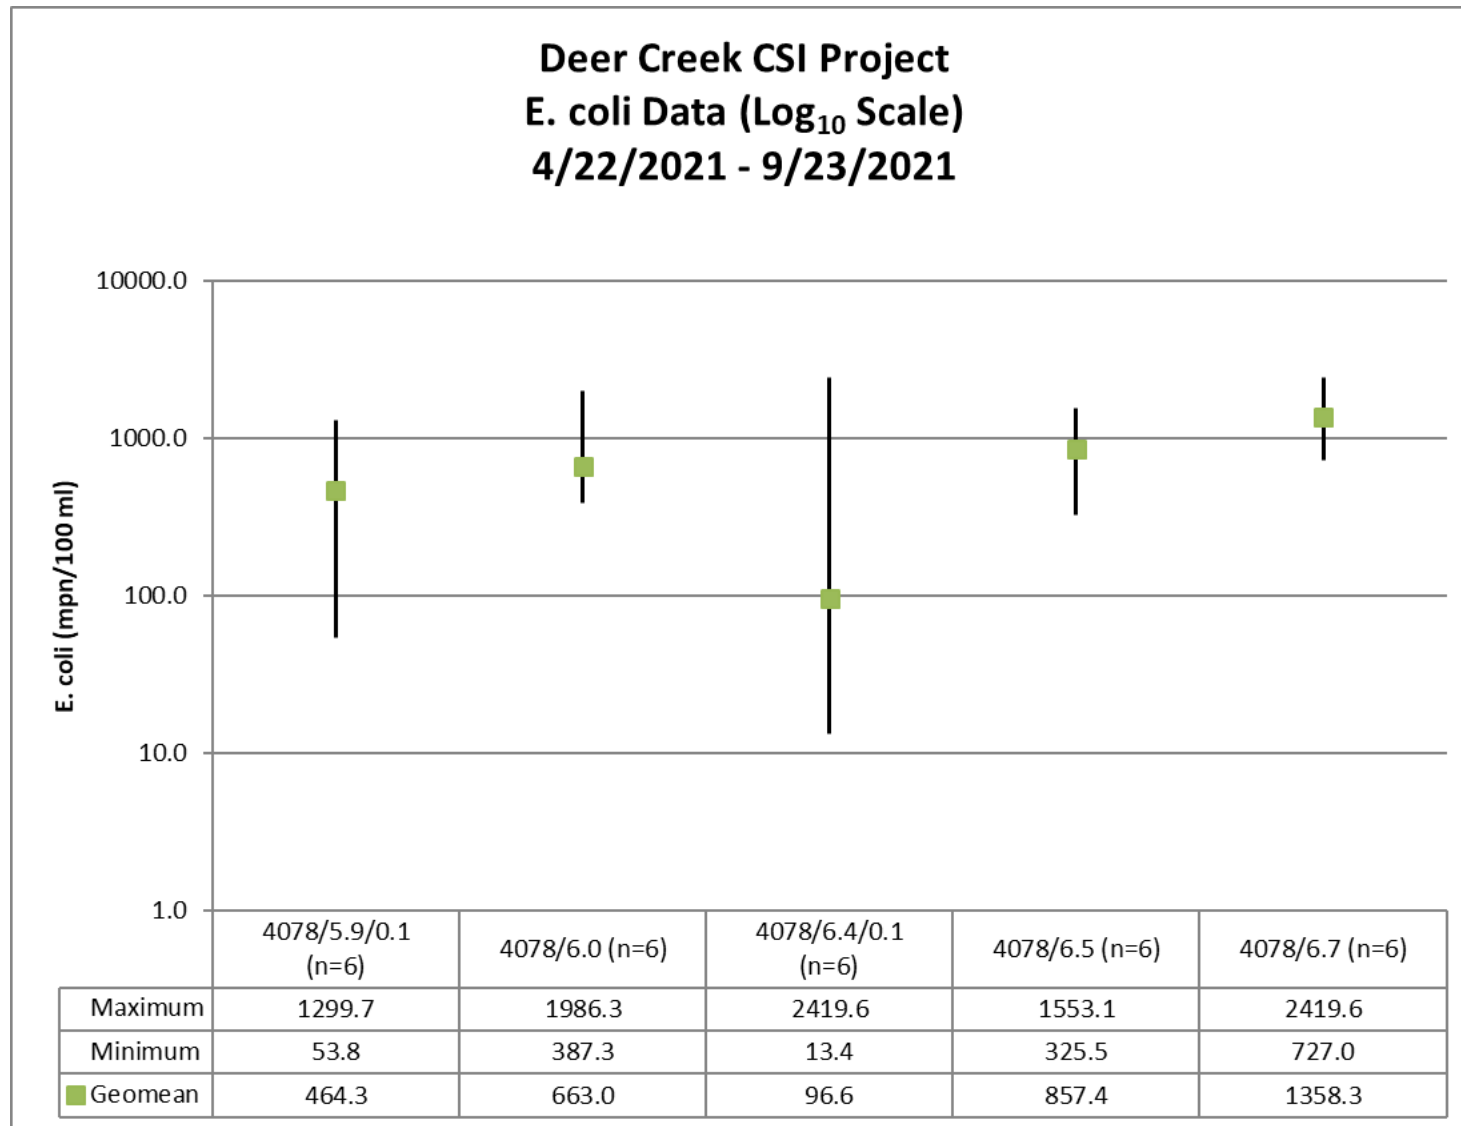 Deer Creek CSI Project
E. coli Data (Log10 Scale)
4/22/2021 - 9/23/2021
E. coli (mpn/100 ml)
10000.0
1000.0
100.0
10.0
1.0
4078/5.9/0.1 (n=6) 4078/6.0 (n=6) 4078/6.4/0.1 (n=6) 4078/6.5 (n=6) 4078/6.7 (n=6)
Maximum 1299.7 1986.3 2419.6 1553.1 2419.6
Minimum 53.8 387.3 13.4 325.5 727.0
Geomean 464.3 663.0 96.6 857.4 1358.3